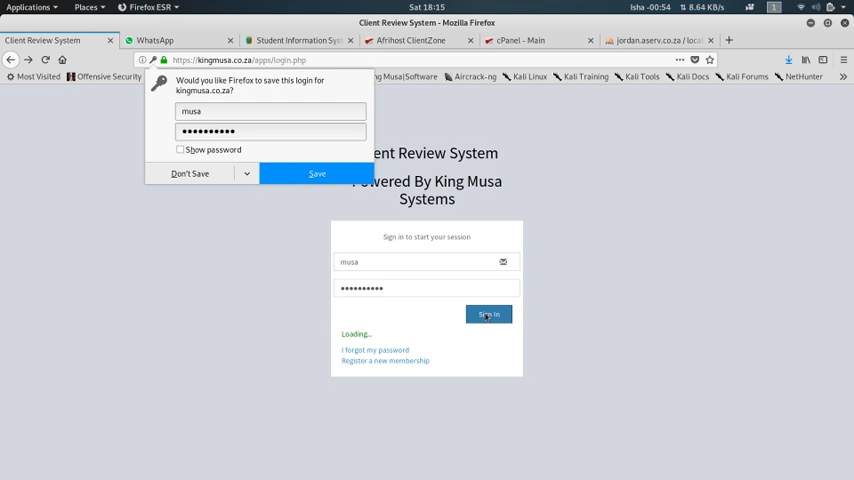 Applications ▾ Places ▾ Firefox ESR ▾ Sat 18:15 Isha -00:54 ⇅ 8.64 KB/s 1
Client Review System - Mozilla Firefox
Client Review System × WhatsApp × Student Information Sys × Afrihost ClientZone × cPanel - Main × jordan.aserv.co.za / local × +
https://kingmusa.co.za/apps/login.php
Most Visited Offensive Security Musa|Software Aircrack-ng Kali Linux Kali Training Kali Tools Kali Docs Kali Forums NetHunter
Would you like Firefox to save this login for
kingmusa.co.za?
musa
●●●●●●●●●●
Show password
Don't Save Save
ent Review System
Powered By King Musa
Systems
Sign in to start your session
musa
●●●●●●●●●●
Sign In
Loading...
I forgot my password
Register a new membership